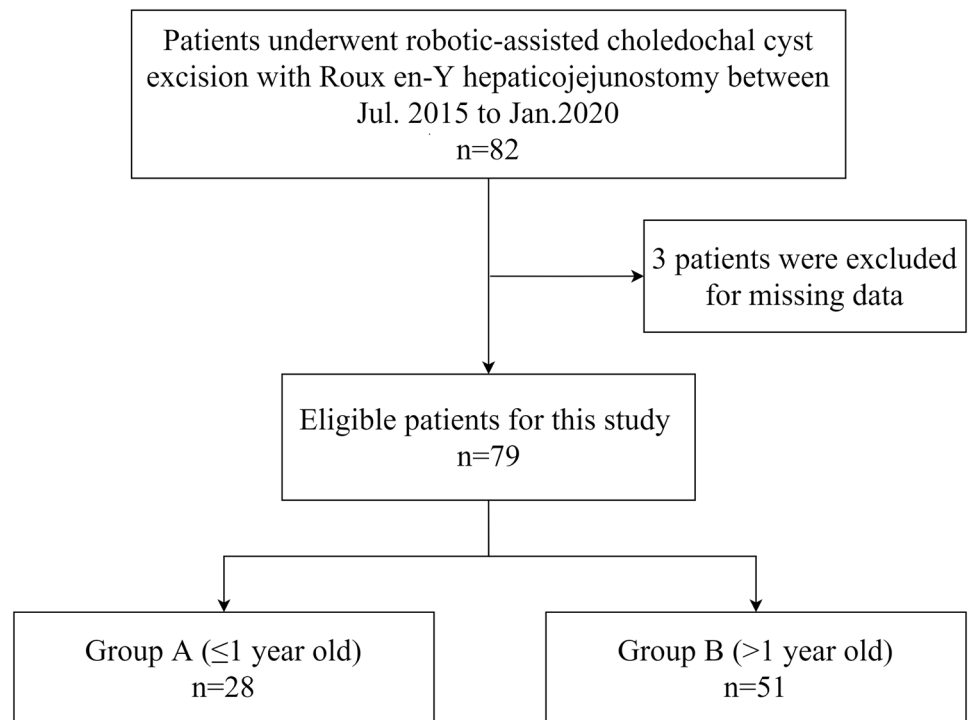 Patients underwent robotic-assisted choledochal cyst
excision with Roux en-Y hepaticojejunostomy between
Jul. 2015 to Jan.2020
n=82
3 patients were excluded
for missing data
Eligible patients for this study
n=79
Group A (≤1 year old)
n=28
Group B (>1 year old)
n=51